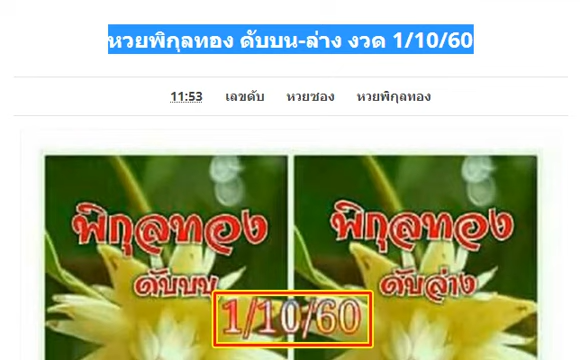 หวยพิกุลทอง ดับบน-ล่าง งวด 1/10/60
11:53 เลขดับ หวยซอง หวยพิกุลทอง
พิกุลทอง พิกุลทอง
ดับบน ดับล่าง
1/10/60